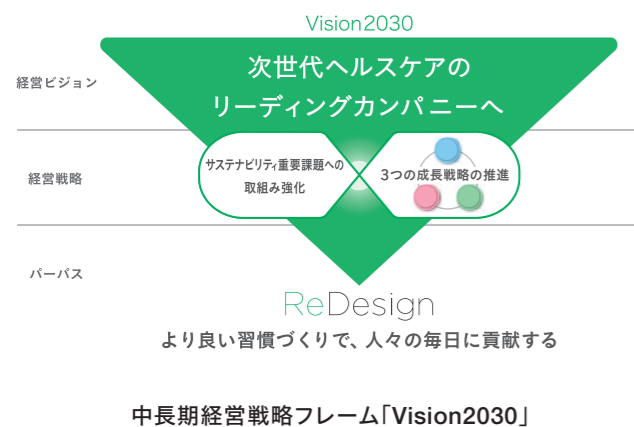 Vision2030
経営ビジョン
次世代ヘルスケアの
リーディングカンパニーへ
経営戦略
サステナビリティ重要課題への
取組み強化
3つの成長戦略の推進
パーパス
ReDesign
より良い習慣づくりで、人々の毎日に貢献する
中長期経営戦略フレーム「Vision2030」